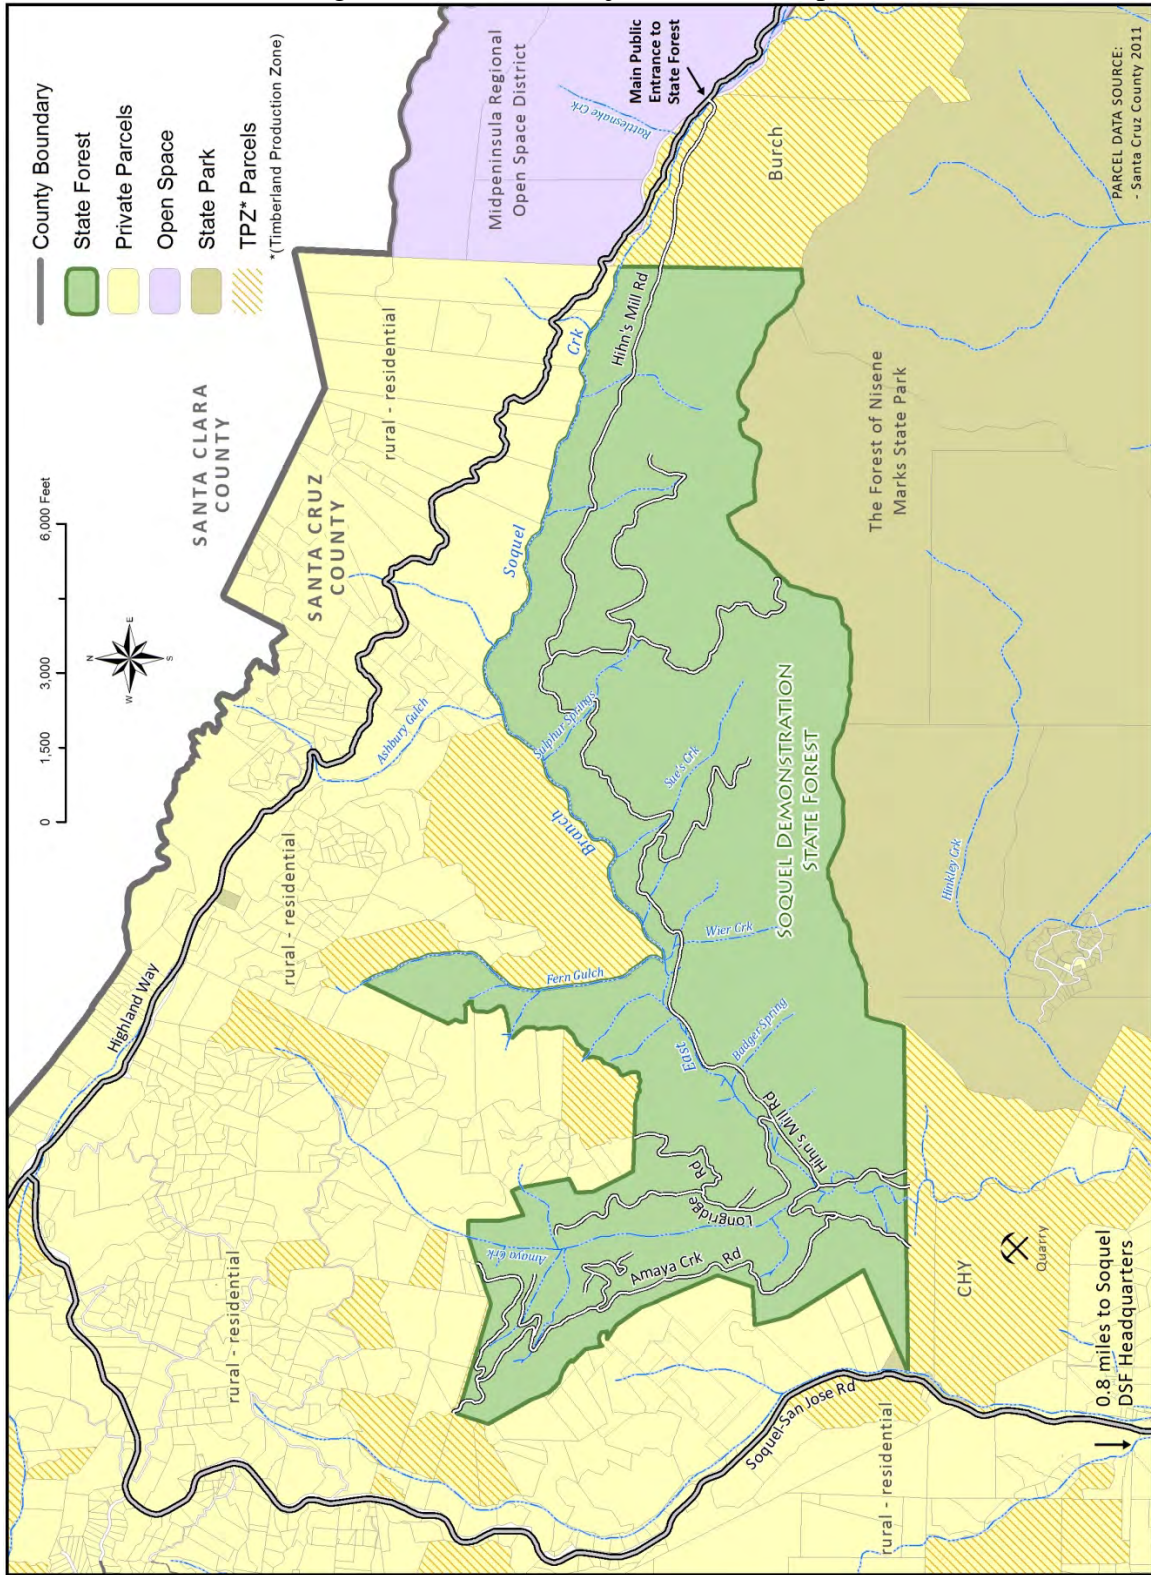 County Boundary
State Forest
Private Parcels
Open Space
State Park
TPZ* Parcels
*(Timberland Production Zone)
0
1,500
3,000
6,000 Feet
N
E
S
W
SANTA CLARA
COUNTY
SANTA CRUZ
COUNTY
Midpeninsula Regional
Open Space District
Rattlesnake Crk
Main Public
Entrance to
State Forest
Burch
Highland Way
rural - residential
rural - residential
rural - residential
rural - residential
Ashbury Gulch
Crk
Soquel
Branch
East
Hihn's Mill Rd
Sulphur Springs
Sue's Crk
Wier Crk
Fern Gulch
Badger Spring
Hihn's Mill Rd
Longridge
Rd
Amaya Crk
Amaya Crk
Rd
SOQUEL DEMONSTRATION
STATE FOREST
The Forest of Nisene
Marks State Park
Hinkley Crk
Soquel-San Jose Rd
CHY
Quarry
0.8 miles to Soquel
DSF Headquarters
PARCEL DATA SOURCE:
- Santa Cruz County 2011